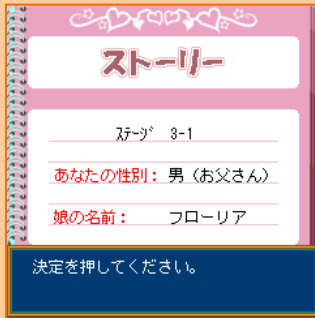 ストーリー
ｽﾃｰｼﾞ 3-1
あなたの性別：男（お父さん）
娘の名前：フローリア
決定を押してください。